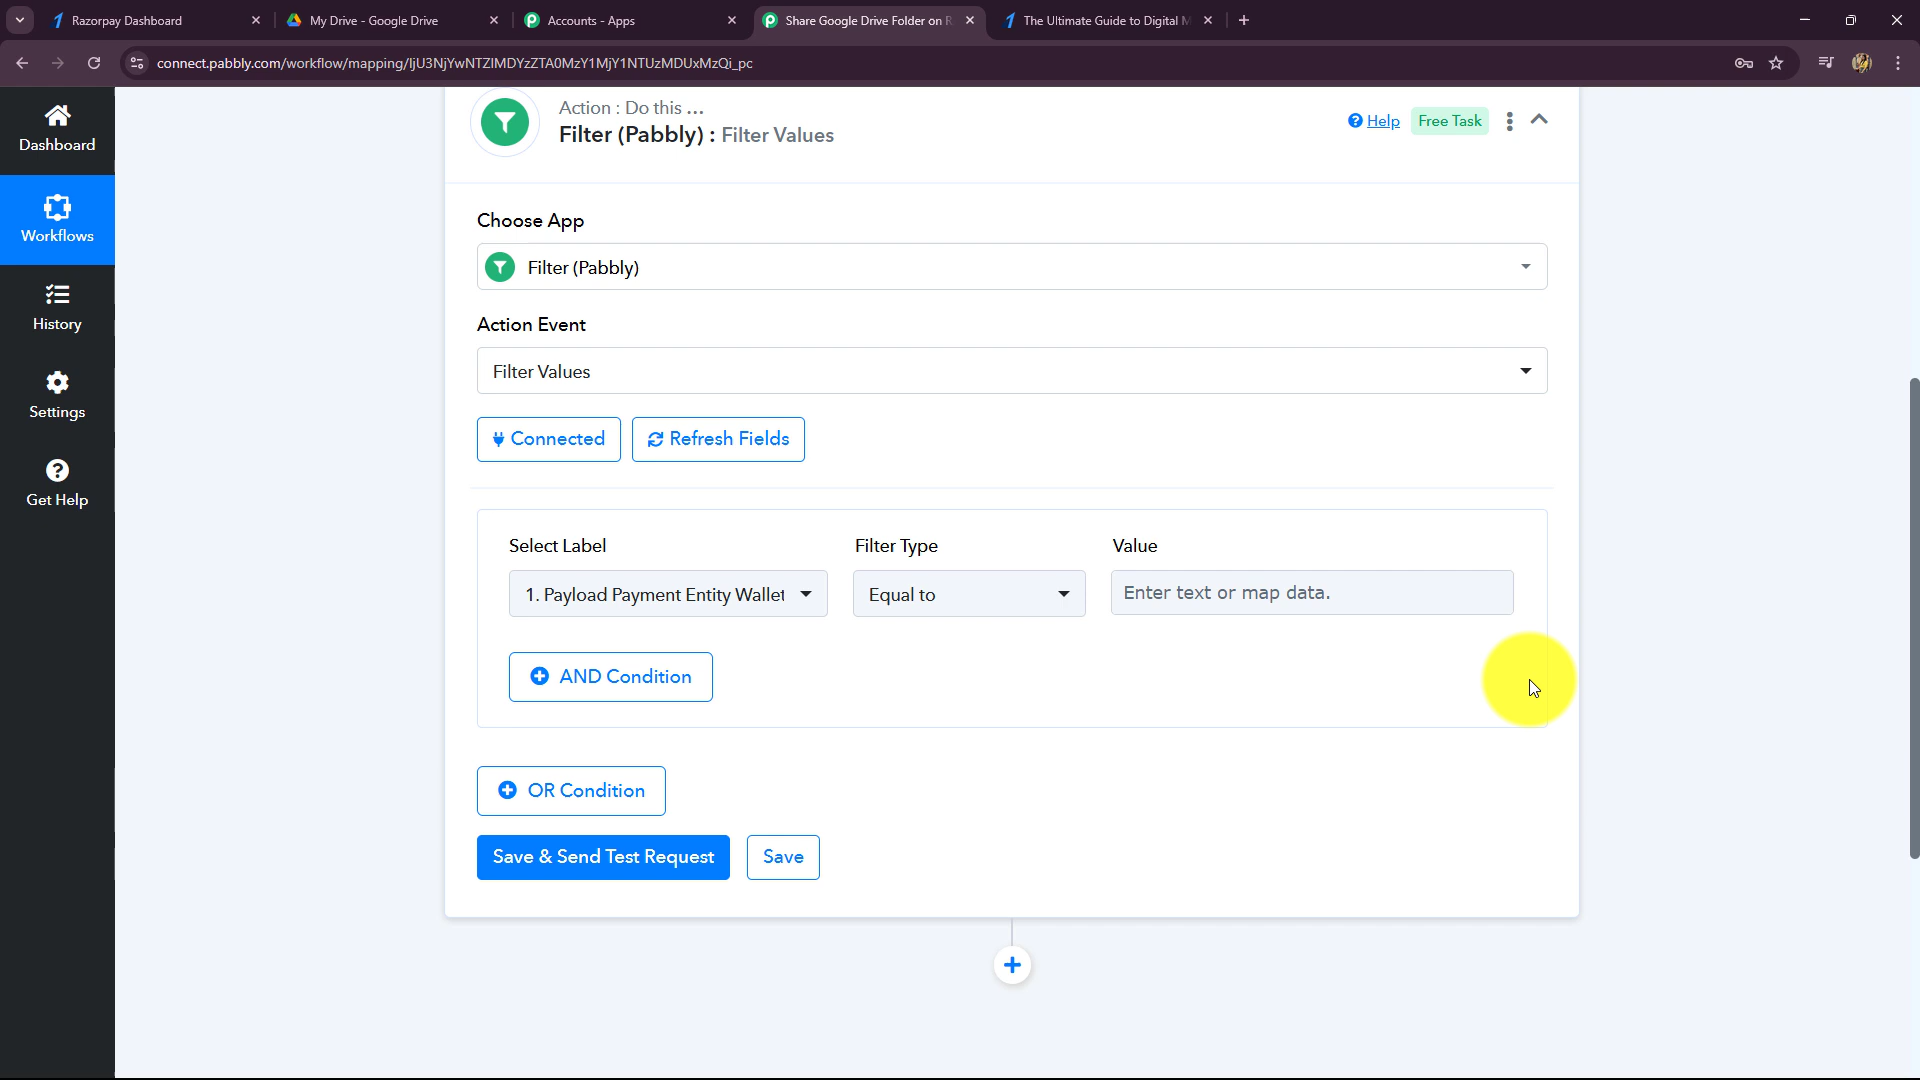 Razorpay Dashboard
My Drive - Google Drive
Accounts - Apps
Share Google Drive Folder on R
The Ultimate Guide to Digital M
connect.pabbly.com/workflow/mapping/IjU3NjYwNTZlMDYzZTA0MzY1MjY1NTUzMDUxMzQi_pc
Dashboard
Workflows
History
Settings
Get Help
Action : Do this ...
Filter (Pabbly) : Filter Values
Help
Free Task
Choose App
Filter (Pabbly)
Action Event
Filter Values
Connected
Refresh Fields
Select Label
Filter Type
Value
1. Payload Payment Entity Wallet
Equal to
Enter text or map data.
AND Condition
OR Condition
Save & Send Test Request
Save